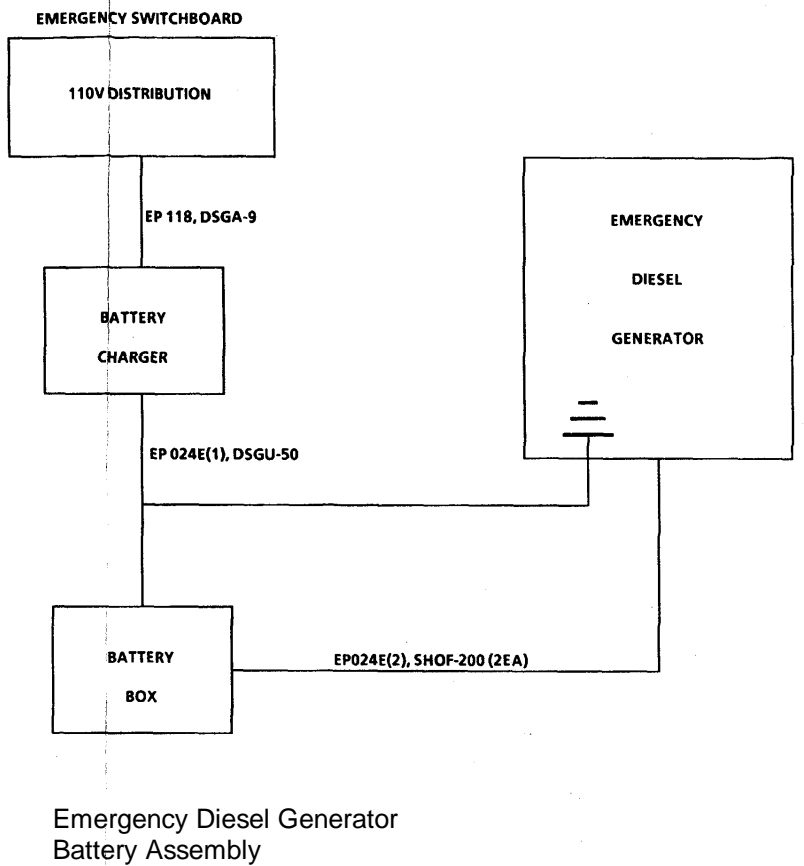 EMERGENCY SWITCHBOARD
110V DISTRIBUTION
EP 118, DSGA-9
BATTERY
CHARGER
EMERGENCY
DIESEL
GENERATOR
EP 024E(1), DSGU-50
BATTERY
BOX
EP024E(2), SHOF-200 (2EA)
Emergency Diesel Generator
Battery Assembly